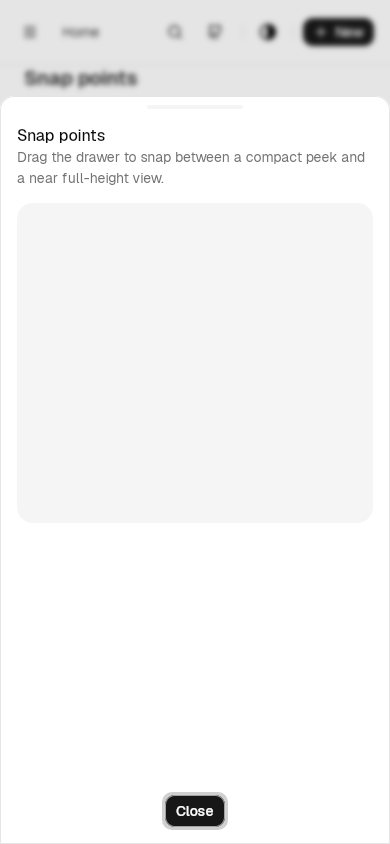 Home
New
Snap points
Snap points
Drag the drawer to snap between a compact peek and
a near full-height view.
Close